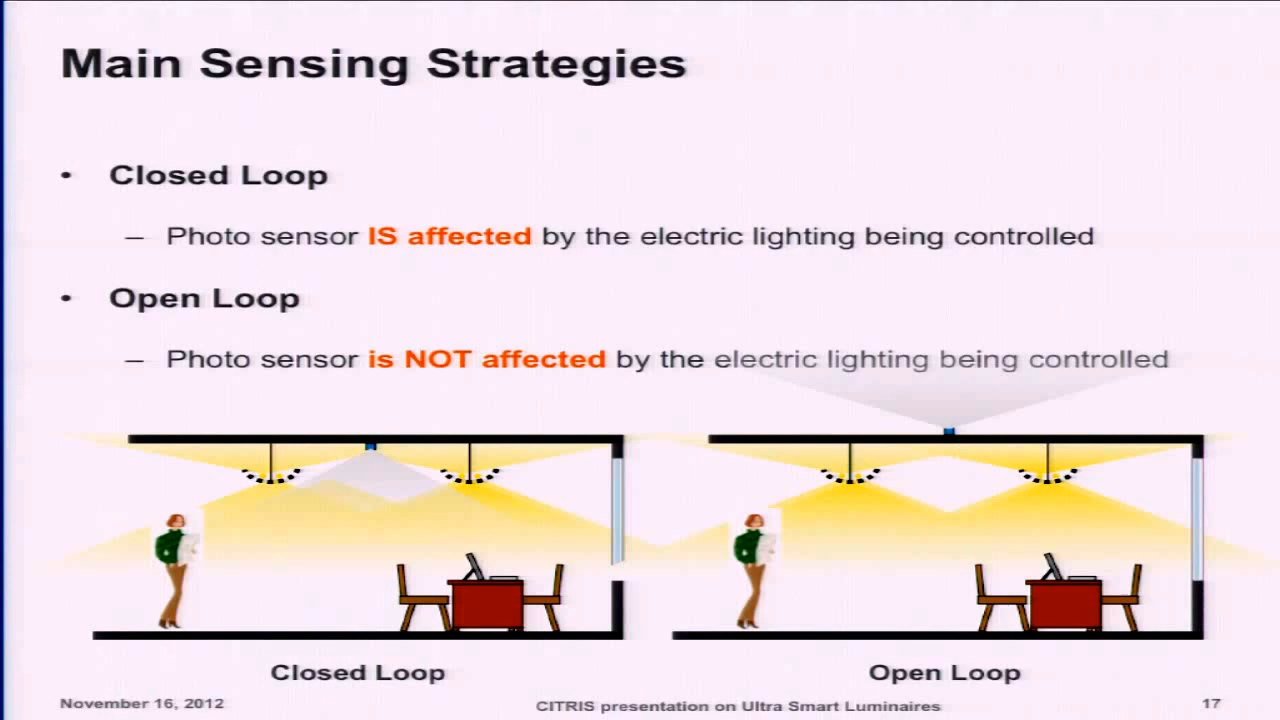 Main Sensing Strategies
• Closed Loop
– Photo sensor IS affected by the electric lighting being controlled
• Open Loop
– Photo sensor is NOT affected by the electric lighting being controlled
Closed Loop
Open Loop
November 16, 2012
CITRIS presentation on Ultra Smart Luminaires
17